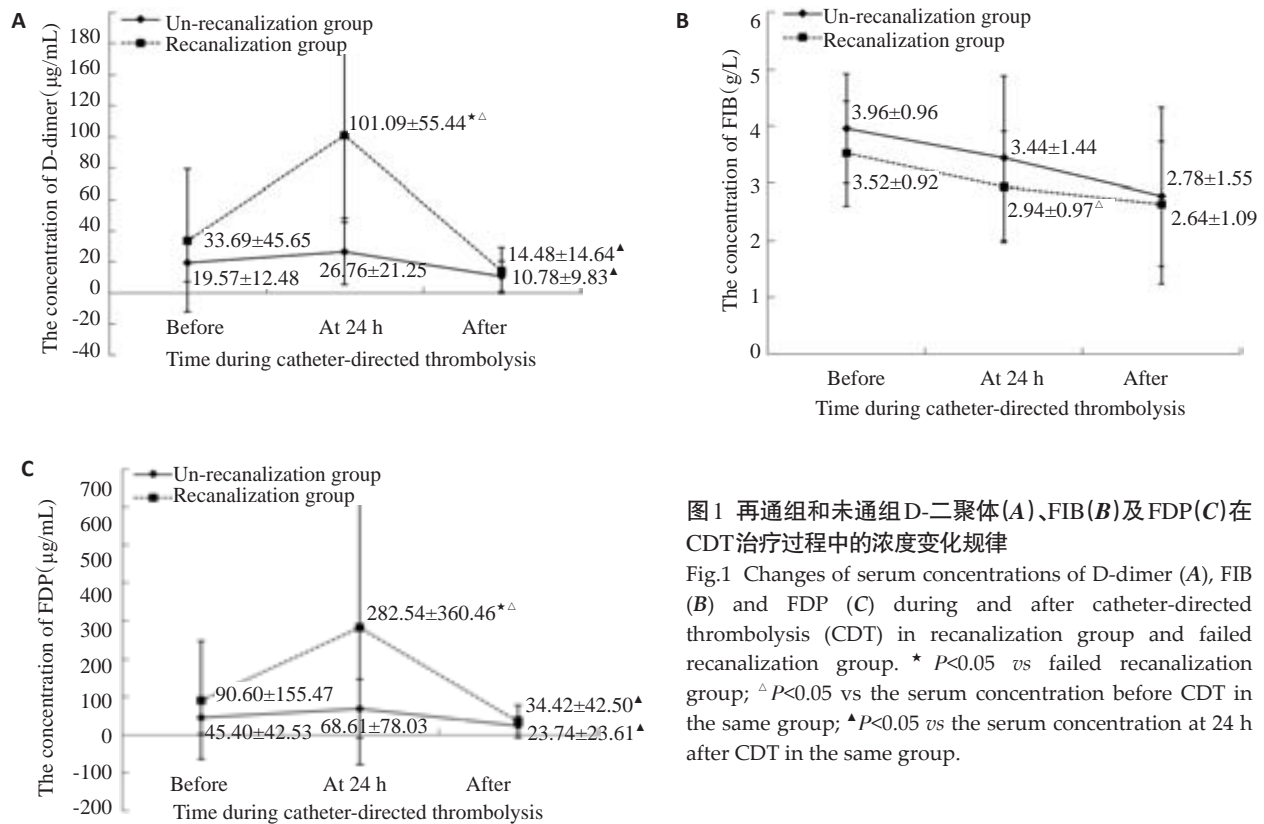 A
Un-recanalization group
Recanalization group
The concentration of D-dimer(μg/mL)
180
160
140
120
100
80
60
40
20
0
-20
-40
101.09±55.44★△
33.69±45.65
19.57±12.48
26.76±21.25
14.48±14.64▲
10.78±9.83▲
Before At 24 h After
Time during catheter-directed thrombolysis
B
Un-recanalization group
Recanalization group
The concentration of FIB(g/L)
6
5
4
3
2
1
0
3.96±0.96
3.44±1.44
2.78±1.55
3.52±0.92
2.94±0.97△
2.64±1.09
Before At 24 h After
Time during catheter-directed thrombolysis
C
Un-recanalization group
Recanalization group
The concentration of FDP(μg/mL)
700
600
500
400
300
200
100
0
-100
-200
282.54±360.46★△
90.60±155.47
45.40±42.53
68.61±78.03
34.42±42.50▲
23.74±23.61▲
Before At 24 h After
Time during catheter-directed thrombolysis
图1 再通组和未通组D-二聚体(A)、FIB(B)及FDP(C)在
CDT治疗过程中的浓度变化规律
Fig.1 Changes of serum concentrations of D-dimer (A), FIB
(B) and FDP (C) during and after catheter-directed
thrombolysis (CDT) in recanalization group and failed
recanalization group. ★ P<0.05 vs failed recanalization
group; △P<0.05 vs the serum concentration before CDT in
the same group; ▲P<0.05 vs the serum concentration at 24 h
after CDT in the same group.